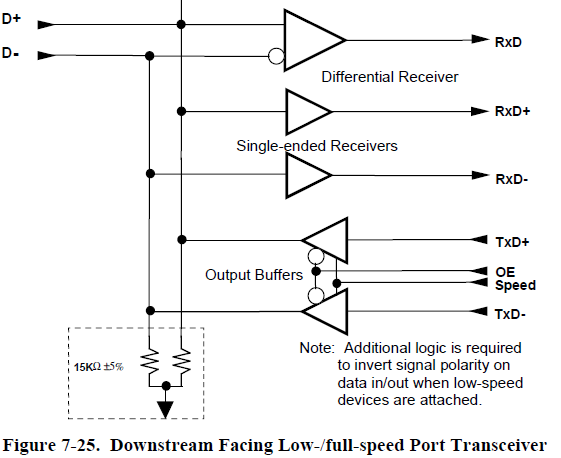 D+
D-
RxD
Differential Receiver
RxD+
Single-ended Receivers
RxD-
TxD+
Output Buffers
OE
Speed
TxD-
15KΩ ±5%
Note: Additional logic is required
to invert signal polarity on
data in/out when low-speed
devices are attached.
Figure 7-25. Downstream Facing Low-/full-speed Port Transceiver